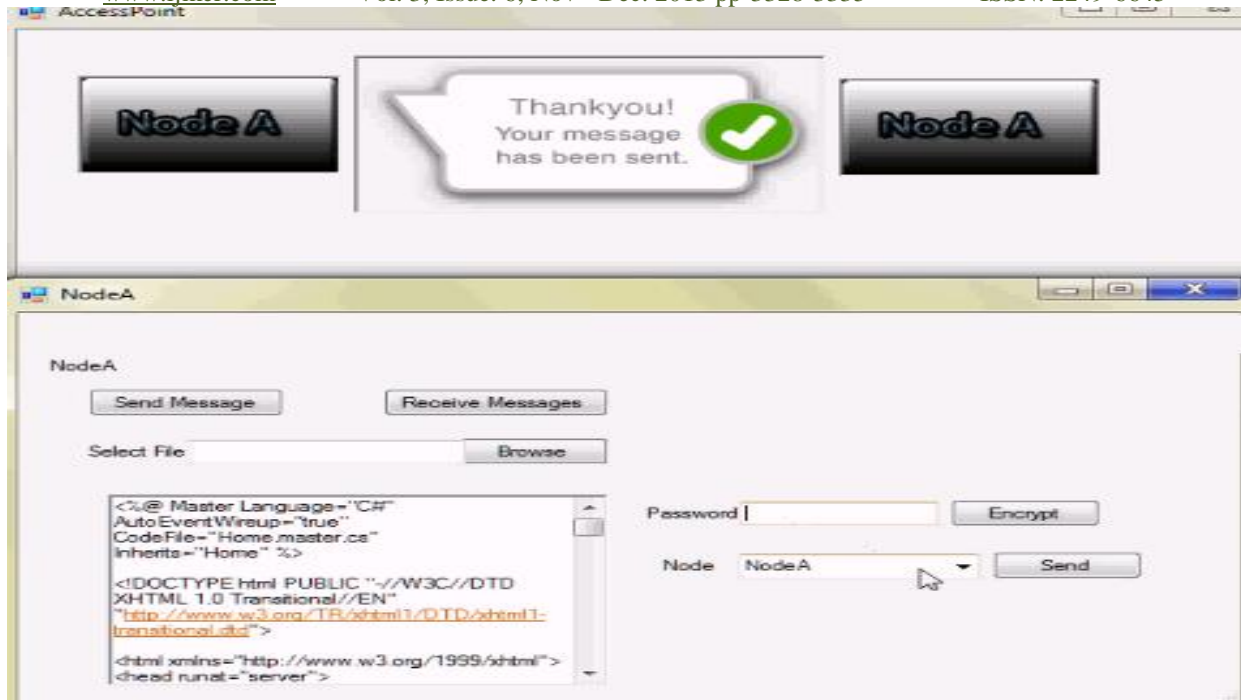 AccessPoint
Node A
Thankyou!
Your message
has been sent.
Node A
NodeA
NodeA
Send Message Receive Messages
Select File Browse
<%@ Master Language="C#"
AutoEventWireup="true"
CodeFile="Home.master.cs"
Inherits="Home" %>
<!DOCTYPE html PUBLIC "-//W3C//DTD
XHTML 1.0 Transitional//EN"
"http://www.w3.org/TR/xhtml1/DTD/xhtml1-
transitional.dtd">
<html xmlns="http://www.w3.org/1999/xhtml">
<head runat="server">
Password Encrypt
Node NodeA Send